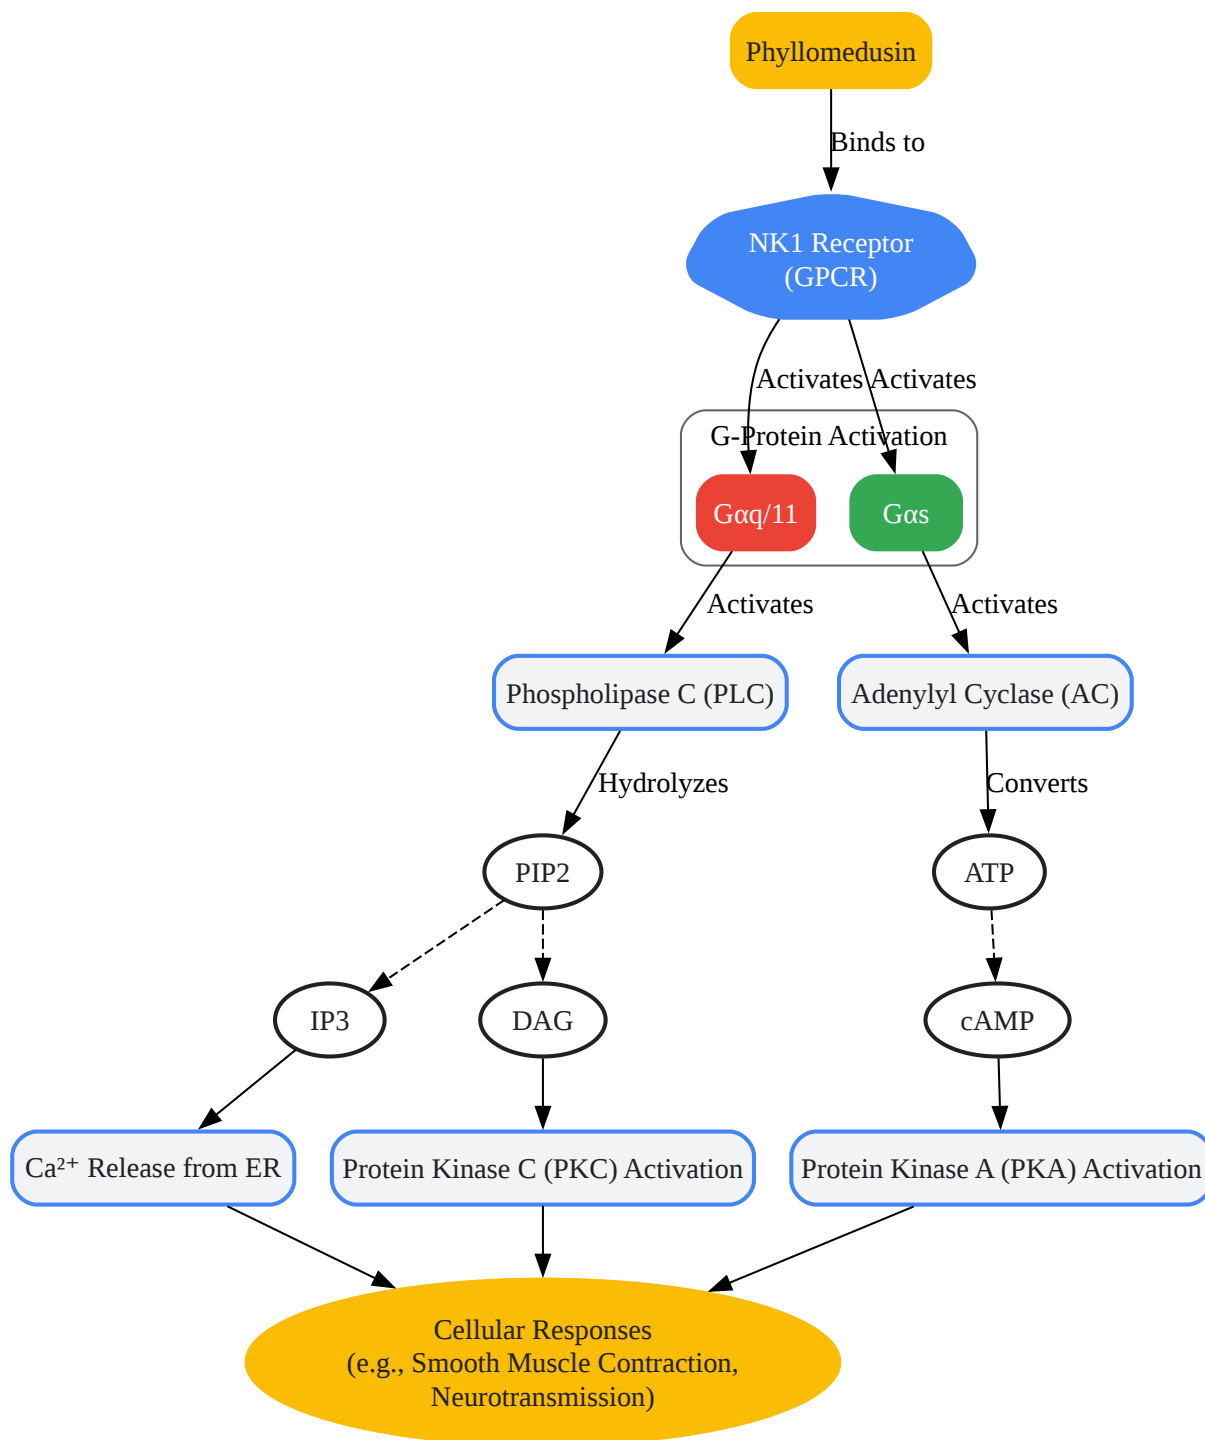 Phyllomedusin
Binds to
NK1 Receptor
(GPCR)
Activates
Activates
G-Protein Activation
Gαq/11
Gαs
Activates
Activates
Phospholipase C (PLC)
Adenylyl Cyclase (AC)
Hydrolyzes
Converts
PIP2
ATP
IP3
DAG
cAMP
Ca²⁺ Release from ER
Protein Kinase C (PKC) Activation
Protein Kinase A (PKA) Activation
Cellular Responses
(e.g., Smooth Muscle Contraction,
Neurotransmission)